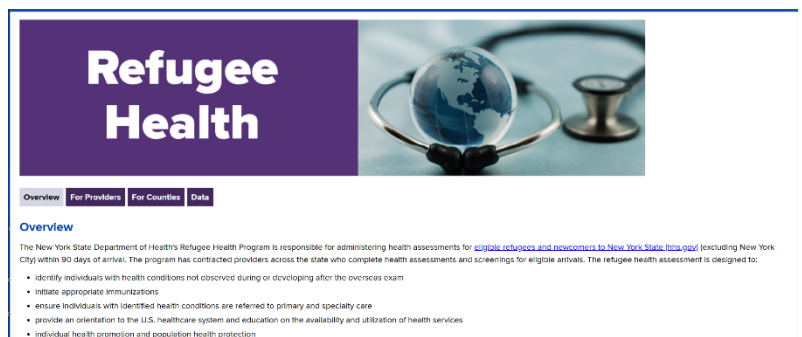 Refugee
Health
Overview
For Providers
For Counties
Data
Overview
The New York State Department of Health's Refugee Health Program is responsible for administering health assessments for eligible refugees and newcomers to New York State (hhs.gov) (excluding New York
City) within 90 days of arrival. The program has contracted providers across the state who complete health assessments and screenings for eligible arrivals. The refugee health assessment is designed to:
• identify individuals with health conditions not observed during or developing after the overseas exam
• initiate appropriate immunizations
• ensure individuals with identified health conditions are referred to primary and specialty care
• provide an orientation to the U.S. healthcare system and education on the availability and utilization of health services
• individual health promotion and population health protection